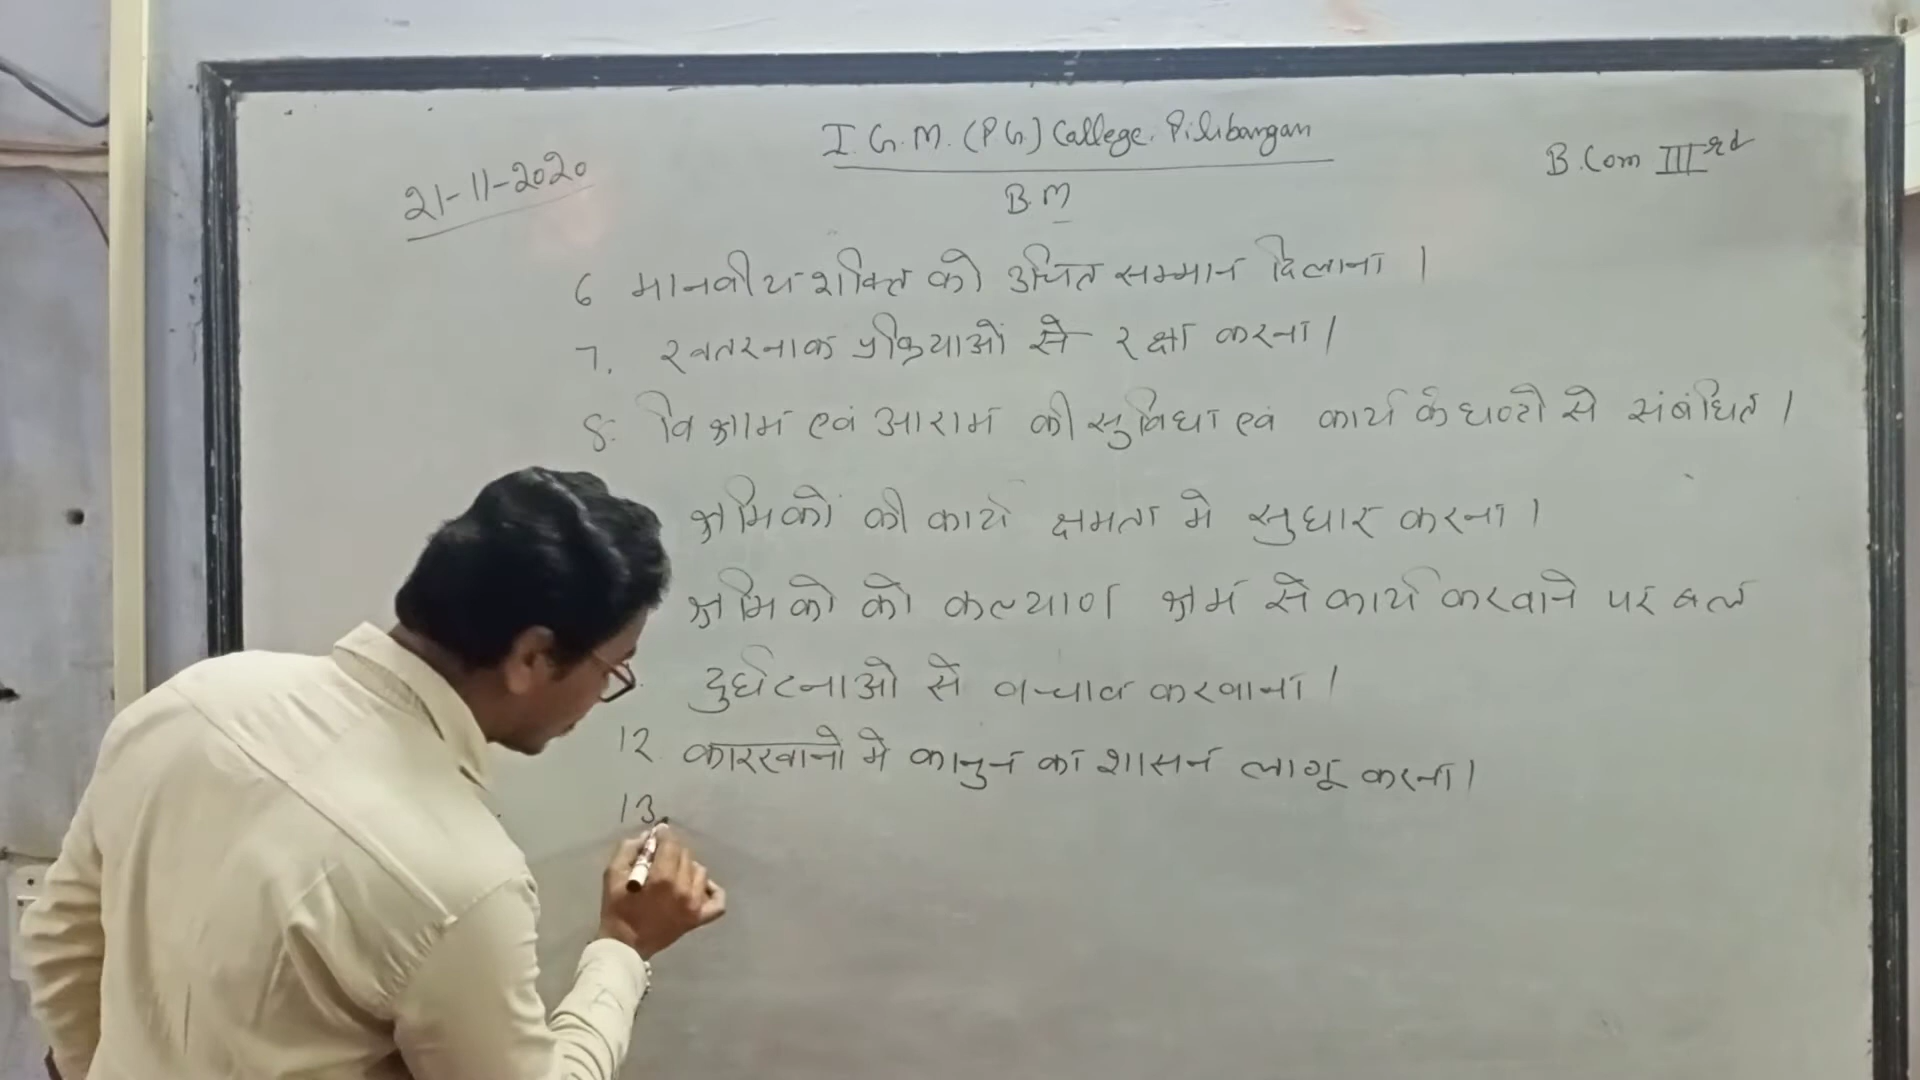 I.G.M. (P.G.) College. Pilibangan
21-11-2020
B.Com IIIrd
B.M
6 मानवीय शक्ति को उचित सम्मान दिलाना ।
7. खतरनाक प्रक्रियाओं से रक्षा करना ।
8. विश्राम एवं आराम की सुविधा एवं कार्य के घण्टो से संबंधित ।
श्रमिकों की कार्य क्षमता मे सुधार करना ।
श्रमिको को कल्याण श्रम से कार्य करवाने पर बल
दुर्घटनाओ से बचाव करवाना ।
12. कारखानो मे कानुन का शासन लागू करना ।
13.